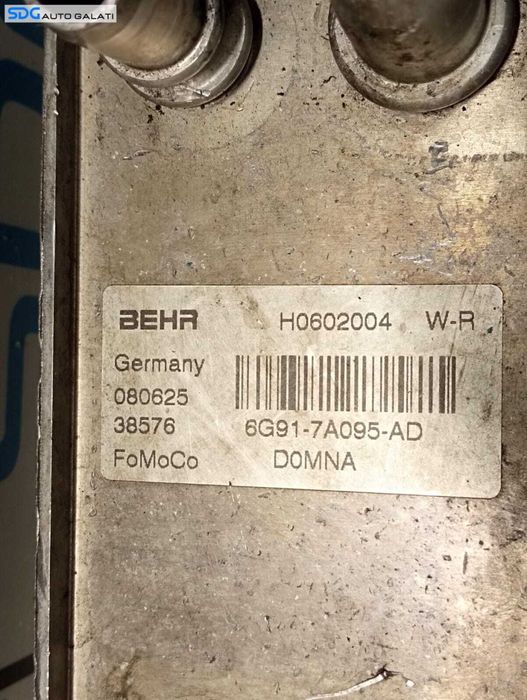 SDG AUTO GALATI
BEHR H0602004 W-R
Germany
080625
38576 6G91-7A095-AD
FoMoCo D0MNA